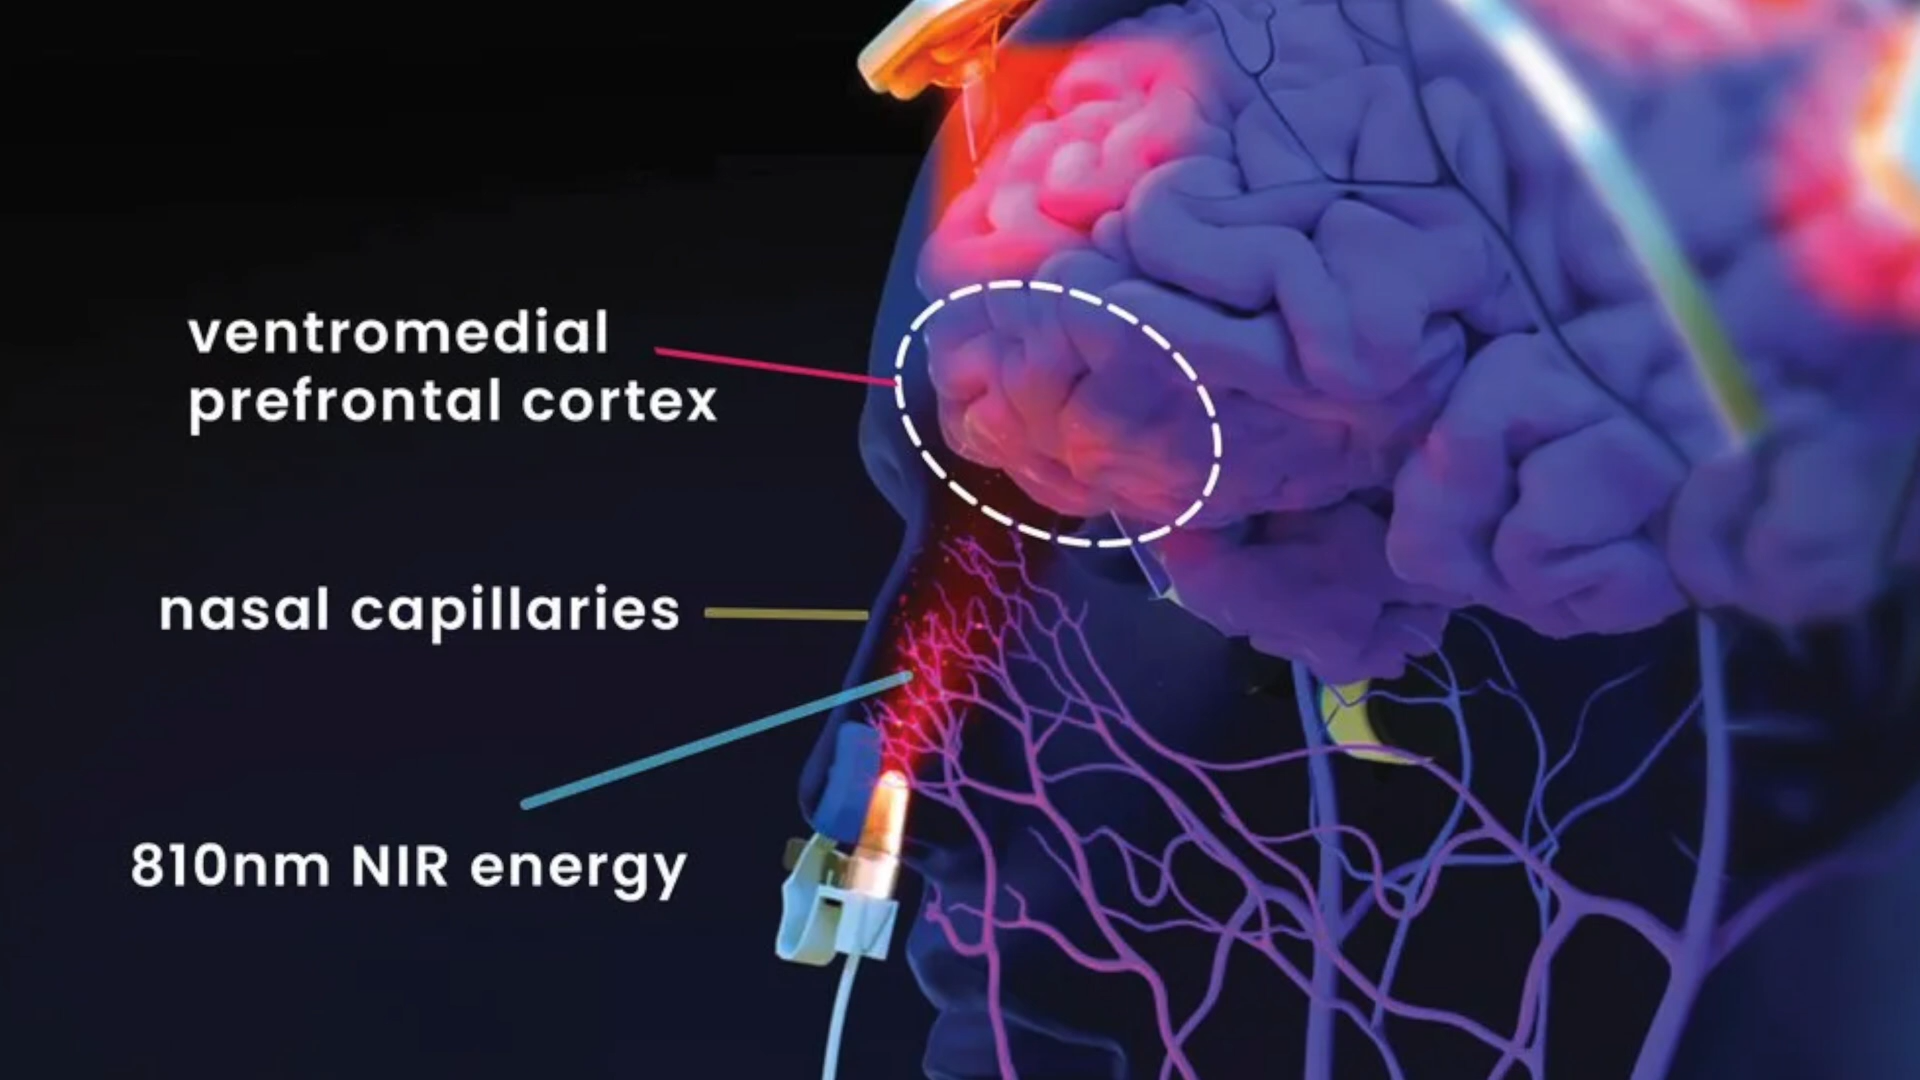 ventromedial
prefrontal cortex
nasal capillaries
810nm NIR energy